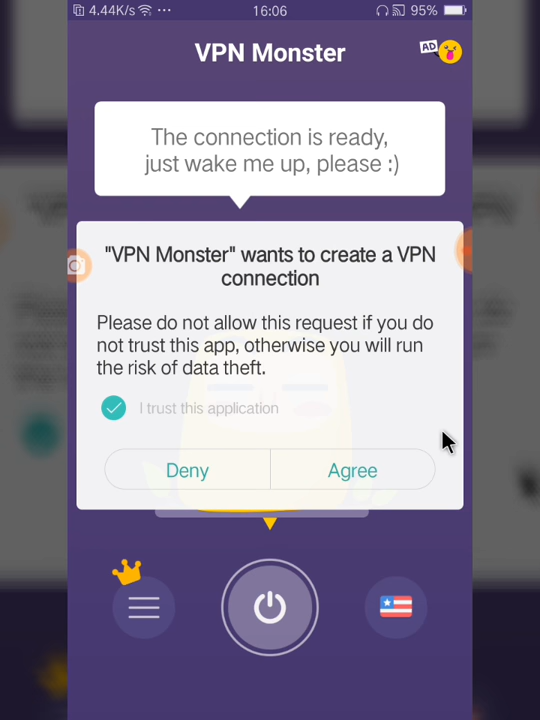 4.44K/s ... 16:06 95%
VPN Monster
AD
The connection is ready,
just wake me up, please :)
"VPN Monster" wants to create a VPN
connection
Please do not allow this request if you do
not trust this app, otherwise you will run
the risk of data theft.
I trust this application
Deny Agree